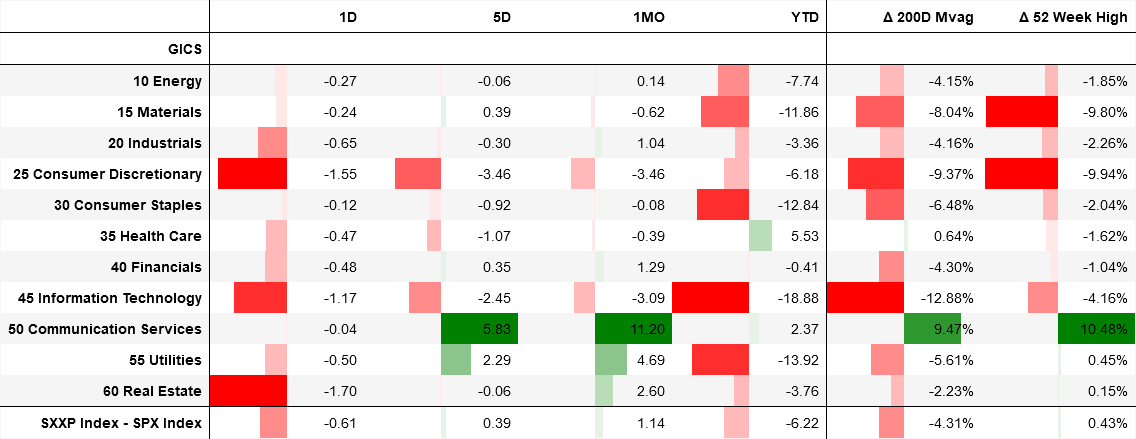 1D 5D 1MO YTD Δ 200D Mvag Δ 52 Week High
GICS
10 Energy -0.27 -0.06 0.14 -7.74 -4.15% -1.85%
15 Materials -0.24 0.39 -0.62 -11.86 -8.04% -9.80%
20 Industrials -0.65 -0.30 1.04 -3.36 -4.16% -2.26%
25 Consumer Discretionary -1.55 -3.46 -3.46 -6.18 -9.37% -9.94%
30 Consumer Staples -0.12 -0.92 -0.08 -12.84 -6.48% -2.04%
35 Health Care -0.47 -1.07 -0.39 5.53 0.64% -1.62%
40 Financials -0.48 0.35 1.29 -0.41 -4.30% -1.04%
45 Information Technology -1.17 -2.45 -3.09 -18.88 -12.88% -4.16%
50 Communication Services -0.04 5.83 11.20 2.37 9.47% 10.48%
55 Utilities -0.50 2.29 4.69 -13.92 -5.61% 0.45%
60 Real Estate -1.70 -0.06 2.60 -3.76 -2.23% 0.15%
SXXP Index - SPX Index -0.61 0.39 1.14 -6.22 -4.31% 0.43%